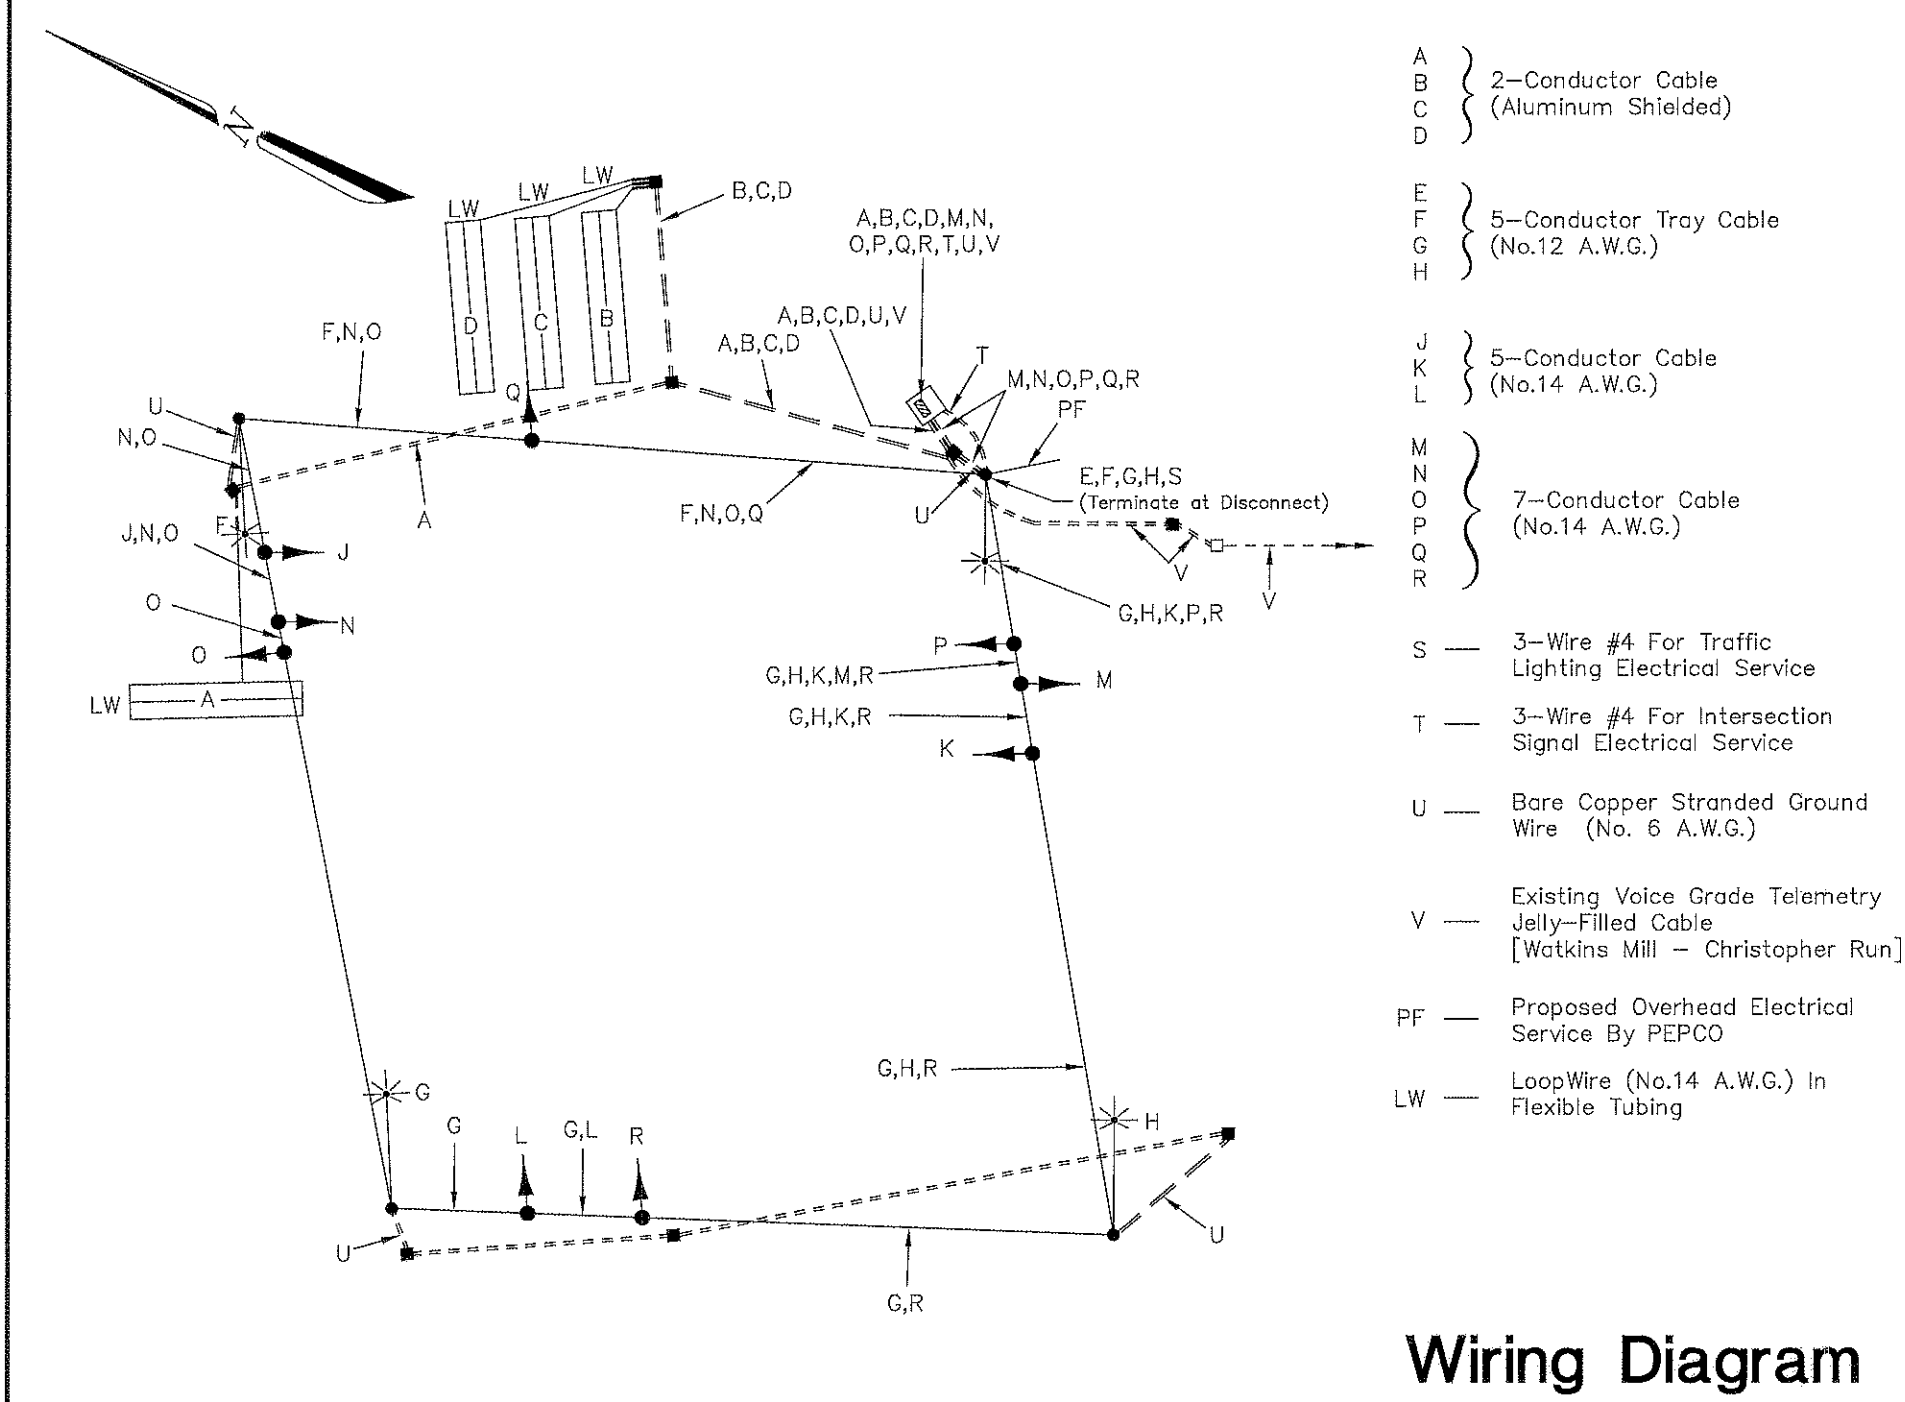 N
LW
LW
LW
B,C,D
A,B,C,D,M,N,
O,P,Q,R,T,U,V
D
C
B
A,B,C,D,U,V
F,N,O
A,B,C,D
T
Q
M,N,O,P,Q,R
PF
U
N,O
E,F,G,H,S
(Terminate at Disconnect)
F,N,O,Q
U
A
F
J,N,O
J
V
V
O
N
G,H,K,P,R
O
P
G,H,K,M,R
M
LW
A
G,H,K,R
K
G,H,R
G
H
G
L
G,L
R
U
U
G,R
A
B
C
D
2-Conductor Cable
(Aluminum Shielded)
E
F
G
H
5-Conductor Tray Cable
(No.12 A.W.G.)
J
K
L
5-Conductor Cable
(No.14 A.W.G.)
M
N
O
P
Q
R
7-Conductor Cable
(No.14 A.W.G.)
S — 3-Wire #4 For Traffic
Lighting Electrical Service
T — 3-Wire #4 For Intersection
Signal Electrical Service
U — Bare Copper Stranded Ground
Wire (No. 6 A.W.G.)
V — Existing Voice Grade Telemetry
Jelly-Filled Cable
[Watkins Mill - Christopher Run]
PF — Proposed Overhead Electrical
Service By PEPCO
LW — LoopWire (No.14 A.W.G.) In
Flexible Tubing
Wiring Diagram